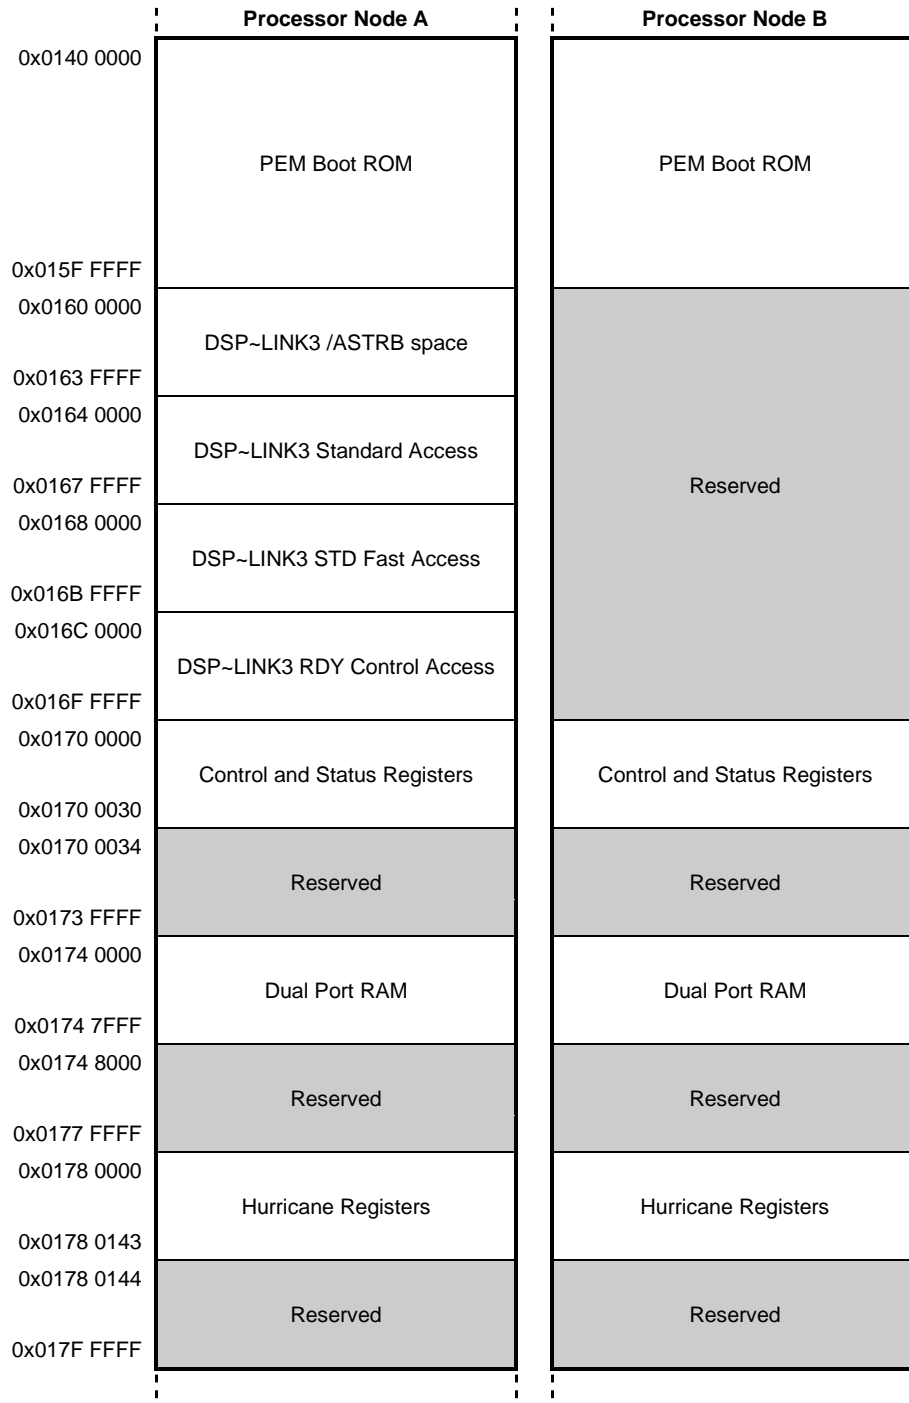 Processor Node A Processor Node B
0x0140 0000
PEM Boot ROM PEM Boot ROM
0x015F FFFF
0x0160 0000
DSP~LINK3 /ASTRB space
0x0163 FFFF
0x0164 0000
DSP~LINK3 Standard Access
0x0167 FFFF Reserved
0x0168 0000
DSP~LINK3 STD Fast Access
0x016B FFFF
0x016C 0000
DSP~LINK3 RDY Control Access
0x016F FFFF
0x0170 0000
Control and Status Registers Control and Status Registers
0x0170 0030
0x0170 0034
Reserved Reserved
0x0173 FFFF
0x0174 0000
Dual Port RAM Dual Port RAM
0x0174 7FFF
0x0174 8000
Reserved Reserved
0x0177 FFFF
0x0178 0000
Hurricane Registers Hurricane Registers
0x0178 0143
0x0178 0144
Reserved Reserved
0x017F FFFF